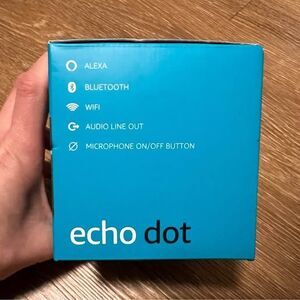 ALEXA
BLUETOOTH
WIFI
AUDIO LINE OUT
MICROPHONE ON/OFF BUTTON
echo dot